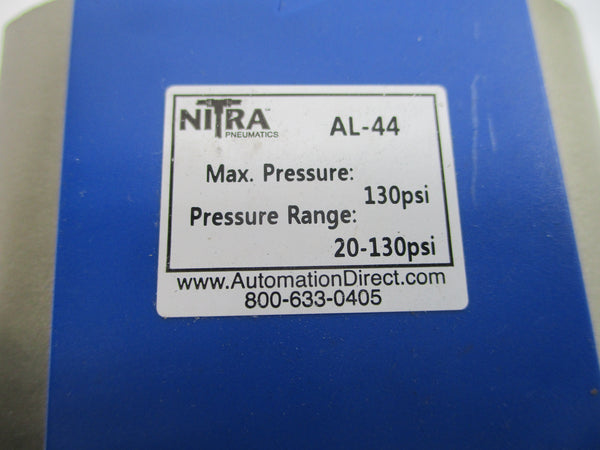 NITRA
PNEUMATICS
AL-44
Max. Pressure:
130psi
Pressure Range:
20-130psi
www.AutomationDirect.com
800-633-0405